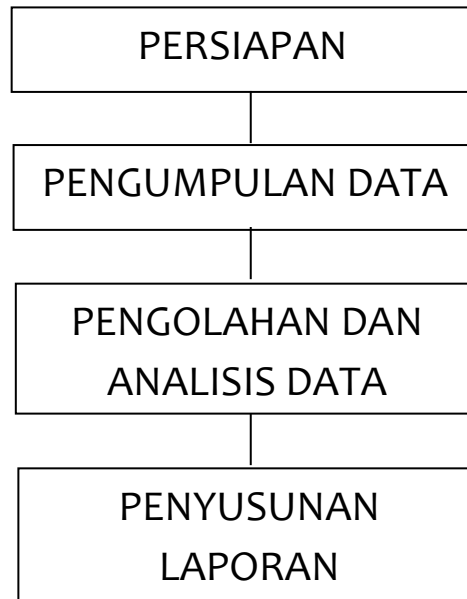 PERSIAPAN
PENGUMPULAN DATA
PENGOLAHAN DAN
ANALISIS DATA
PENYUSUNAN
LAPORAN